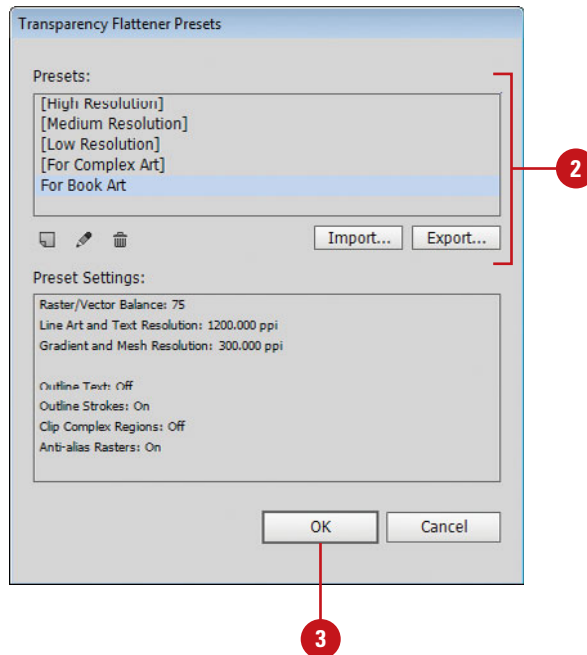 Transparency Flattener Presets
Presets:
[High Resolution]
[Medium Resolution]
[Low Resolution]
[For Complex Art]
For Book Art
2
Import... Export...
Preset Settings:
Raster/Vector Balance: 75
Line Art and Text Resolution: 1200.000 ppi
Gradient and Mesh Resolution: 300.000 ppi
Outline Text: Off
Outline Strokes: On
Clip Complex Regions: Off
Anti-alias Rasters: On
OK Cancel
3